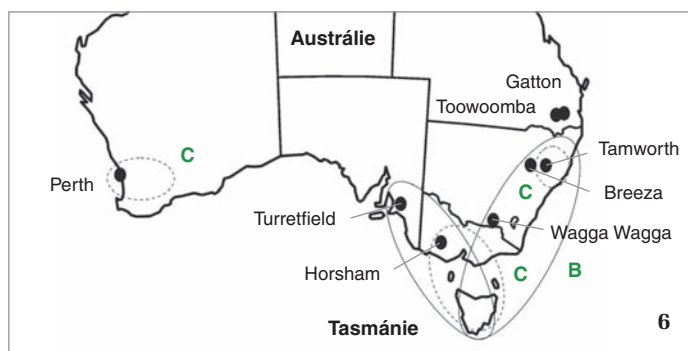 Austrálie
Gatton
Toowoomba
C
Tamworth
Perth
C
Breeza
Turretfield
Wagga Wagga
Horsham
C
B
Tasmánie
6